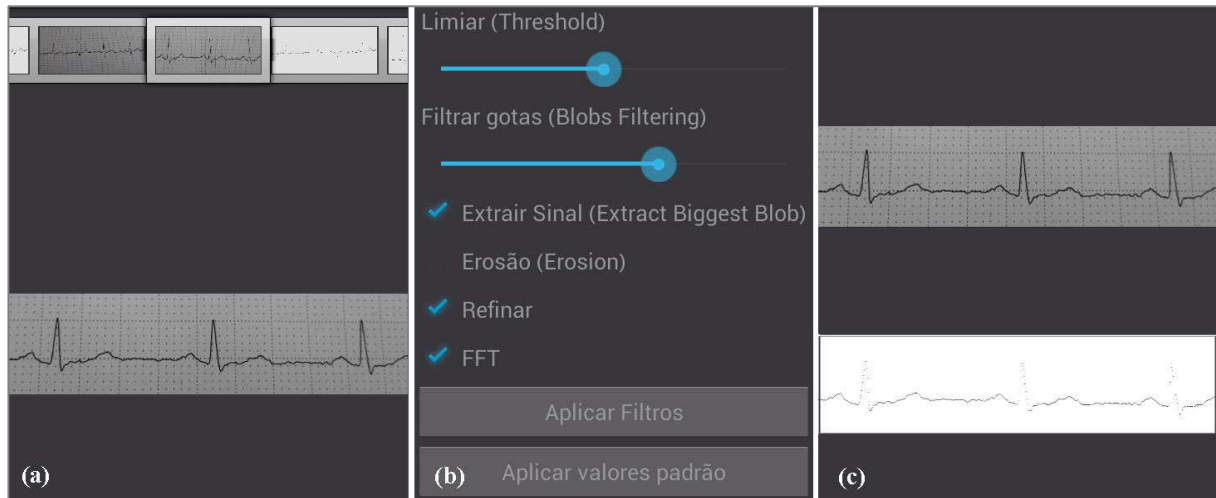 (a)
Limiar (Threshold)
Filtrar gotas (Blobs Filtering)
Extrair Sinal (Extract Biggest Blob)
Erosão (Erosion)
Refinar
FFT
Aplicar Filtros
Aplicar valores padrão
(b)
(c)